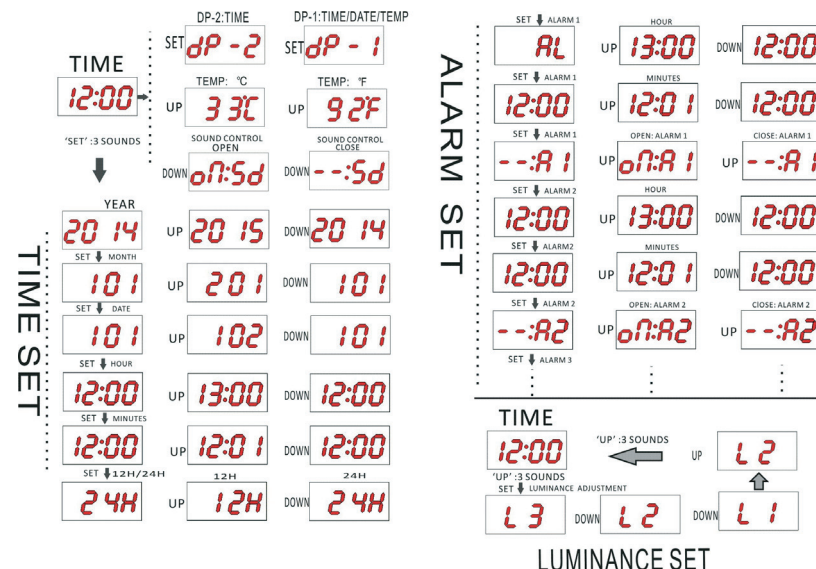 DP-2:TIME DP-1:TIME/DATE/TEMP
SET dP-2 SET dP-1
TIME
12:00
TEMP: °C TEMP: °F
UP 33℃ UP 92℉
'SET' :3 SOUNDS
SOUND CONTROL OPEN SOUND CONTROL CLOSE
DOWN on:Sd DOWN --:Sd
TIME SET
YEAR
2014 UP 2015 DOWN 2014
SET MONTH
101 UP 201 DOWN 101
SET DATE
101 UP 102 DOWN 101
SET HOUR
12:00 UP 13:00 DOWN 12:00
SET MINUTES
12:00 UP 12:01 DOWN 12:00
SET 12H/24H 12H 24H
24H UP 12H DOWN 24H
ALARM SET
SET ALARM 1 HOUR
AL UP 13:00 DOWN 12:00
SET ALARM 1 MINUTES
12:00 UP 12:01 DOWN 12:00
SET ALARM 1 OPEN: ALARM 1 ClOSE: ALARM 1
--:A1 UP on:A1 UP --:A1
SET ALARM 2 HOUR
12:00 UP 13:00 DOWN 12:00
SET ALARM2 MINUTES
12:00 UP 12:01 DOWN 12:00
SET ALARM 2 OPEN: ALARM 2 ClOSE: ALARM 2
--:A2 UP on:A2 UP --:A2
SET ALARM 3
TIME
12:00 'UP' :3 SOUNDS UP L2
'UP' :3 SOUNDS
SET LUMINANCE ADJUSTMENT
L3 DOWN L2 DOWN L1
LUMINANCE SET